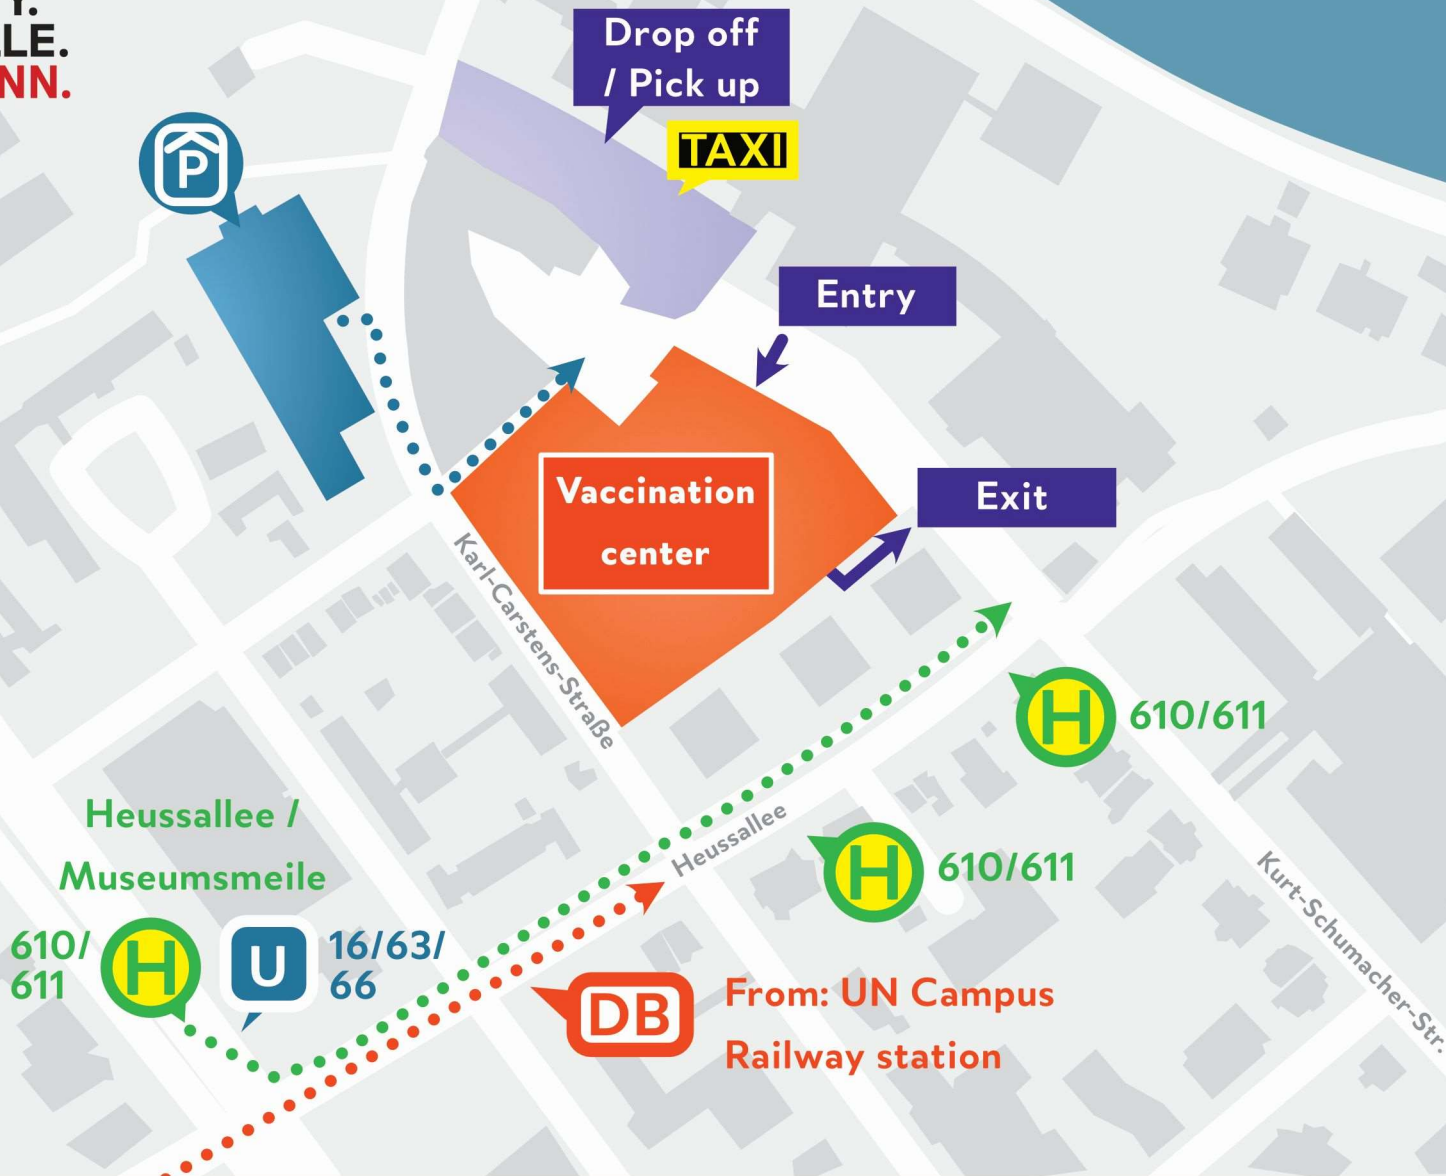 LLE.
NN.
Drop off
/ Pick up
TAXI
P
Entry
Vaccination
center
Exit
Karl-Carstens-Straße
H 610/611
Heussallee /
Museumsmeile
Heussallee
H 610/611
Kurt-Schumacher-Str.
610/
611
H
U
16/63/
66
DB
From: UN Campus
Railway station